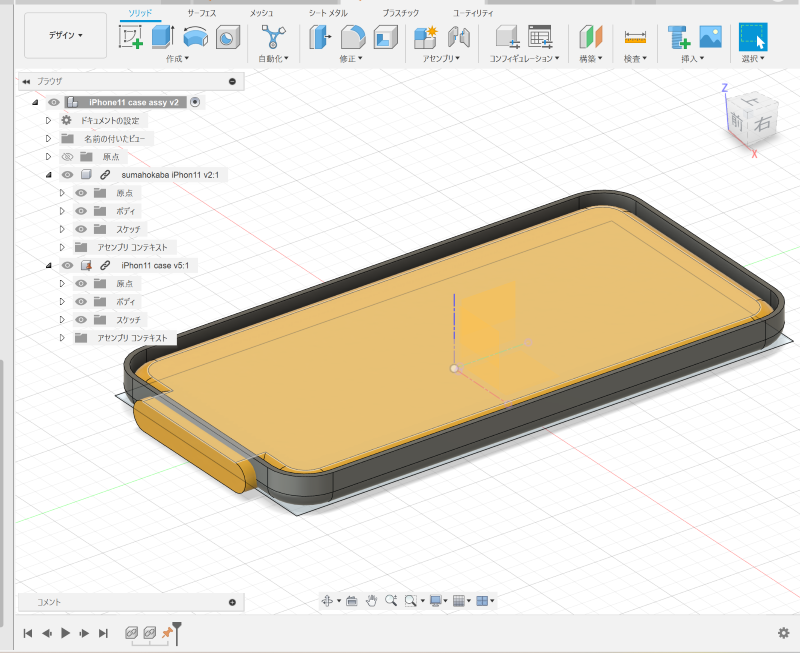 ソリッド サーフェス メッシュ シート メタル プラスチック ユーティリティ
デザイン ▾
作成 ▾ 自動化 ▾ 修正 ▾ アセンブリ ▾ コンフィギュレーション ▾ 構築 ▾ 検査 ▾ 挿入 ▾ 選択 ▾
ブラウザ
iPhone11 case assy v2
ドキュメントの設定
名前の付いたビュー
原点
sumahokaba iPhon11 v2:1
原点
ボディ
スケッチ
アセンブリ コンテキスト
iPhon11 case v5:1
原点
ボディ
スケッチ
アセンブリ コンテキスト
Z
上
前 右
X
コメント